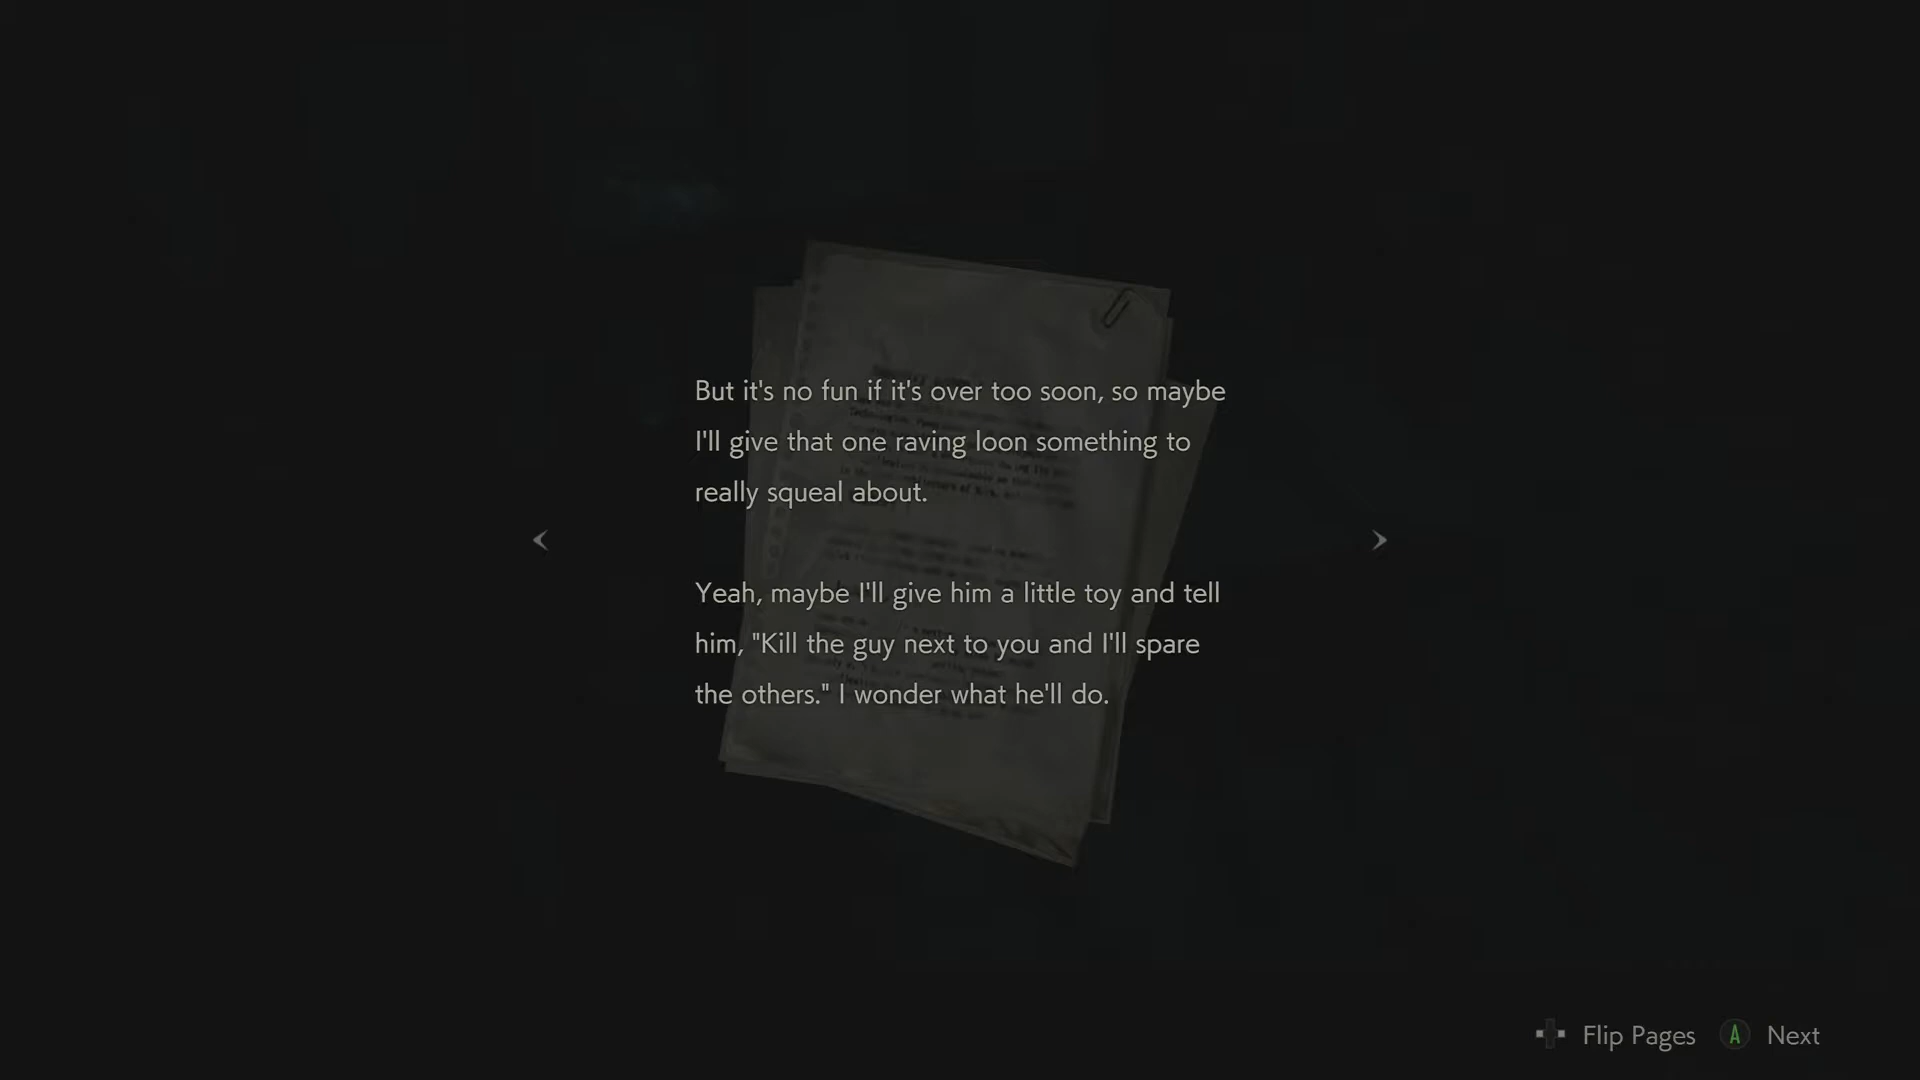 But it's no fun if it's over too soon, so maybe
I'll give that one raving loon something to
really squeal about.
Yeah, maybe I'll give him a little toy and tell
him, "Kill the guy next to you and I'll spare
the others." I wonder what he'll do.
Flip Pages A Next